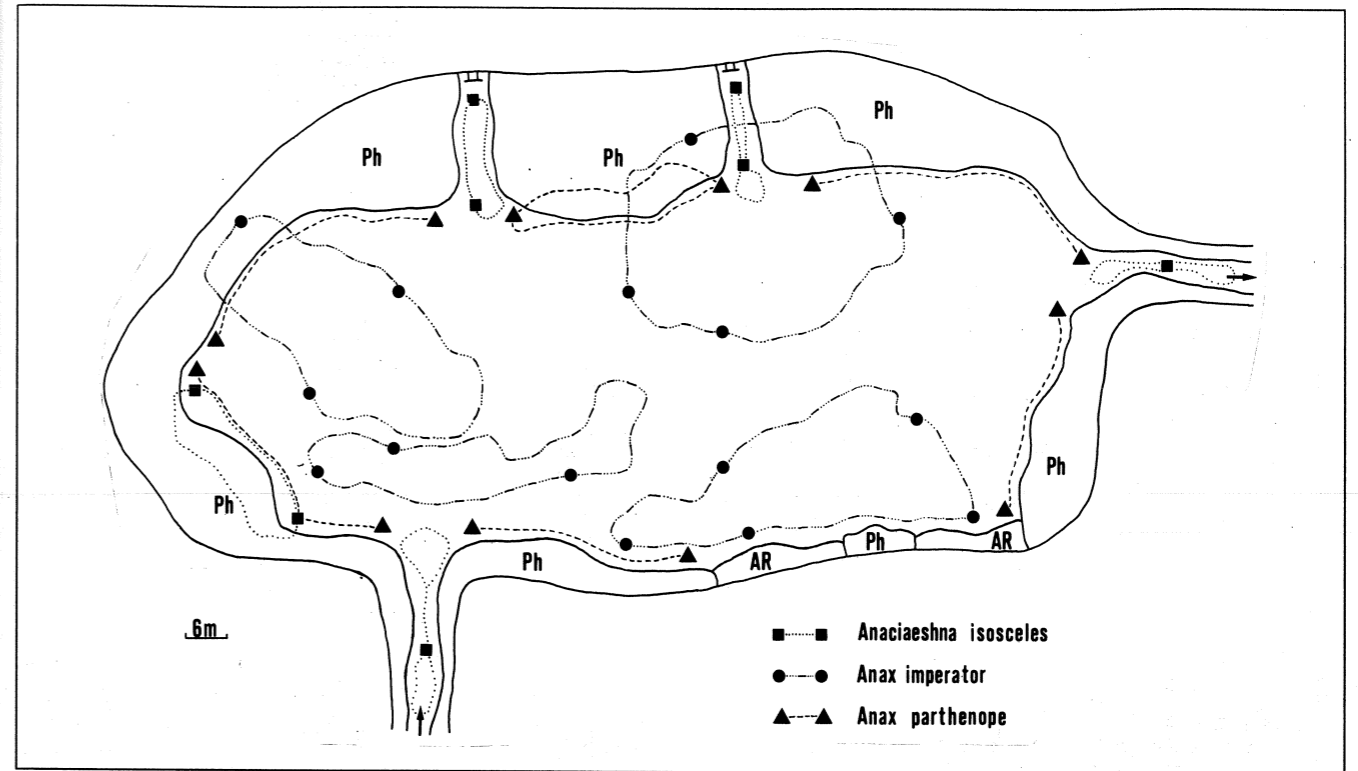 Ph
Ph
Ph
Ph
Ph
Ph
Ph
AR
AR
6m
Anaciaeshna isosceles
Anax imperator
Anax parthenope